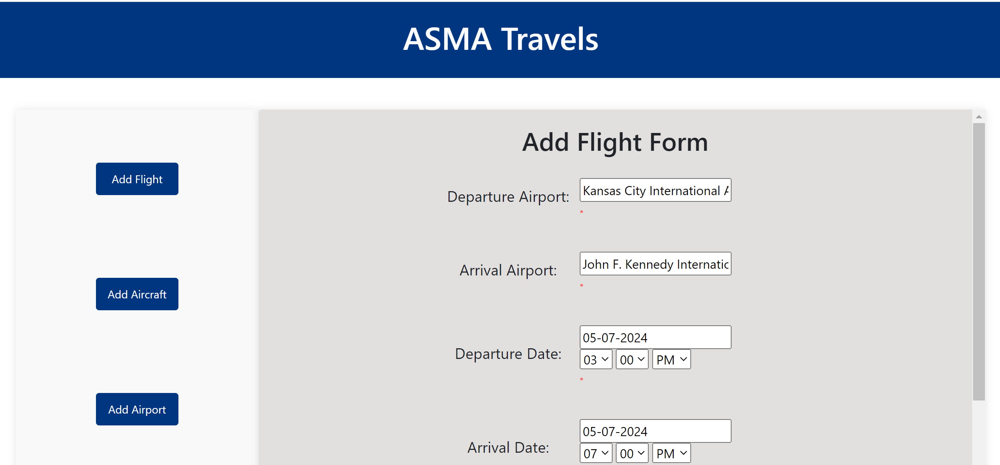 ASMA Travels
Add Flight
Add Aircraft
Add Airport
Add Flight Form
Departure Airport: Kansas City International A
*
Arrival Airport: John F. Kennedy Internatio
*
Departure Date: 05-07-2024
03 00 PM
*
Arrival Date: 05-07-2024
07 00 PM